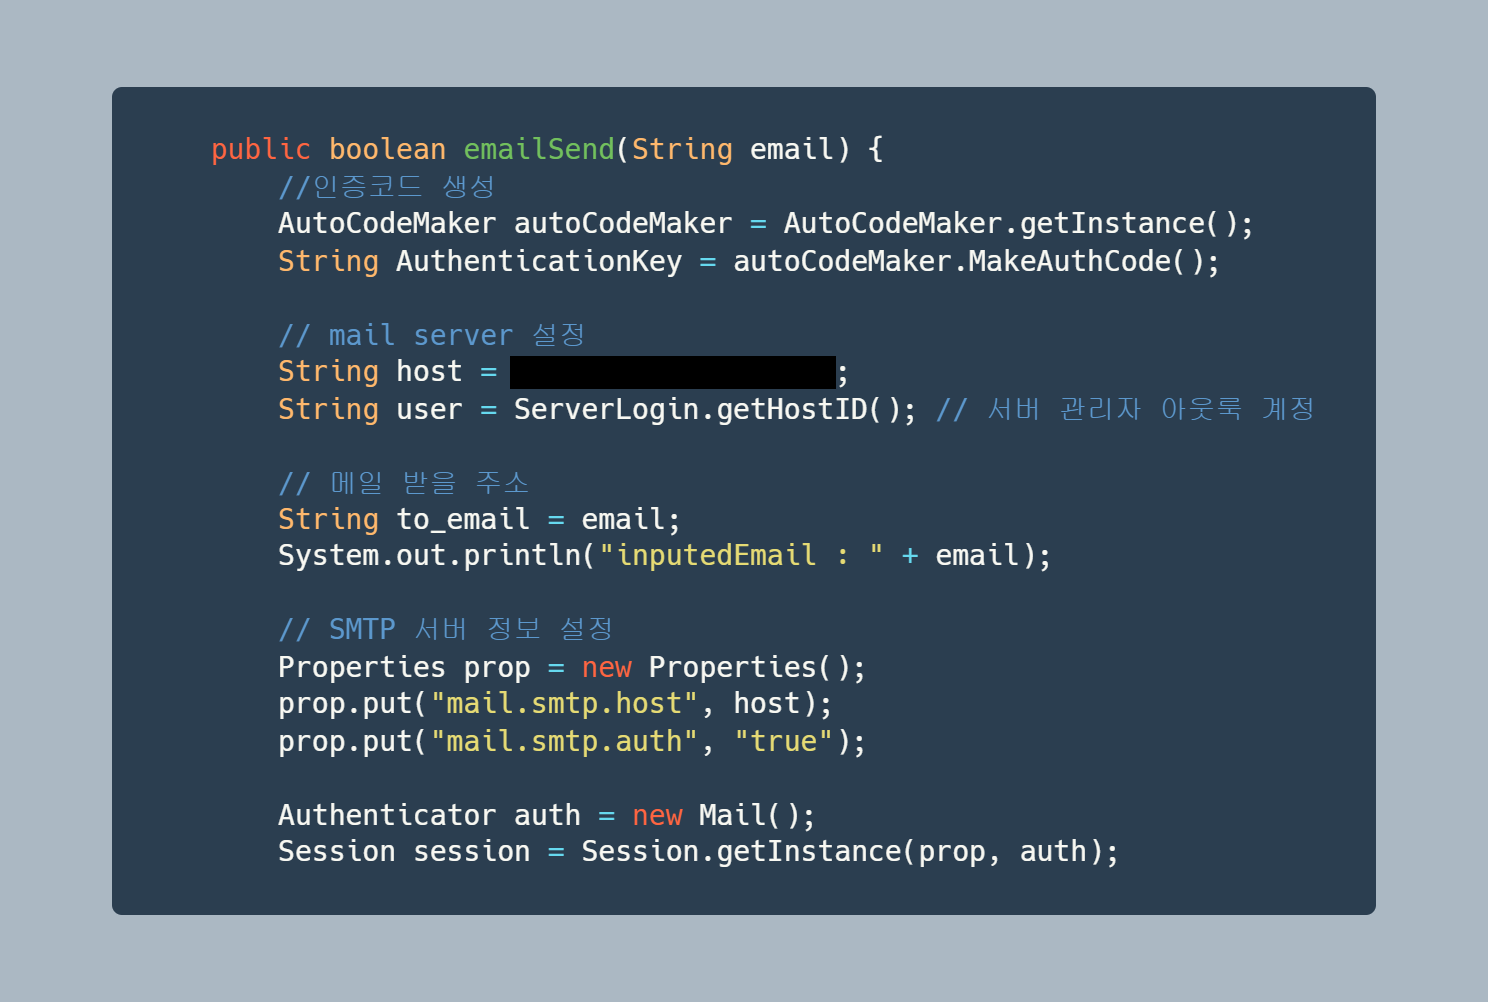 public boolean emailSend(String email) {
//인증코드 생성
AutoCodeMaker autoCodeMaker = AutoCodeMaker.getInstance();
String AuthenticationKey = autoCodeMaker.MakeAuthCode();
// mail server 설정
String host = ;
String user = ServerLogin.getHostID(); // 서버 관리자 아웃룩 계정
// 메일 받을 주소
String to_email = email;
System.out.println("inputedEmail : " + email);
// SMTP 서버 정보 설정
Properties prop = new Properties();
prop.put("mail.smtp.host", host);
prop.put("mail.smtp.auth", "true");
Authenticator auth = new Mail();
Session session = Session.getInstance(prop, auth);